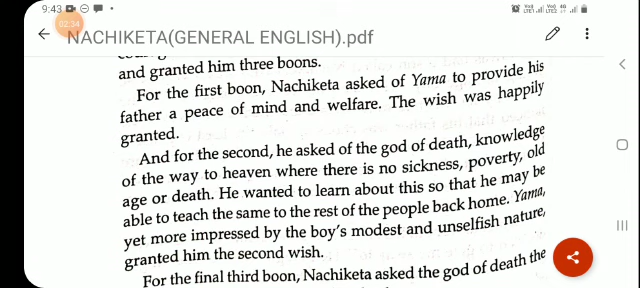 9:43
02:34
NACHIKETA(GENERAL ENGLISH).pdf
and granted him three boons.
For the first boon, Nachiketa asked of Yama to provide his
father a peace of mind and welfare. The wish was happily
granted.
And for the second, he asked of the god of death, knowledge
of the way to heaven where there is no sickness, poverty, old
age or death. He wanted to learn about this so that he may be
able to teach the same to the rest of the people back home. Yama,
yet more impressed by the boy's modest and unselfish nature,
granted him the second wish.
For the final third boon, Nachiketa asked the god of death the